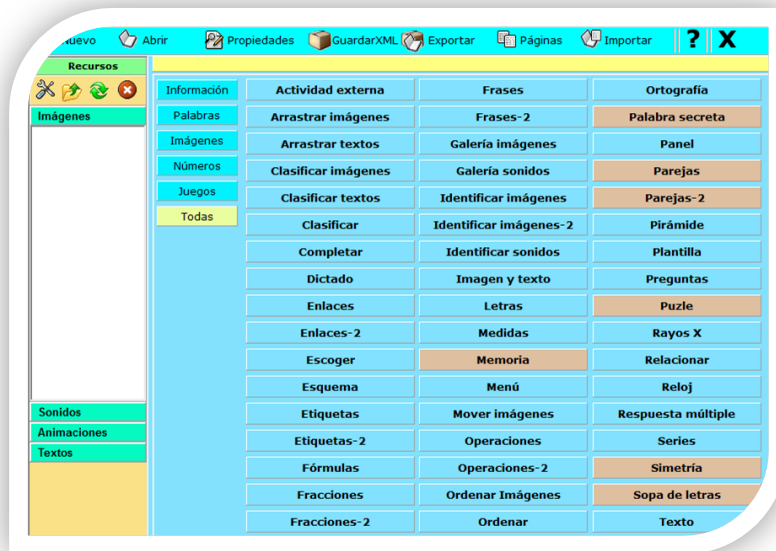 Nuevo Abrir Propiedades GuardarXML Exportar Páginas Importar ? X
Recursos
Imágenes
Sonidos
Animaciones
Textos
Información
Palabras
Imágenes
Números
Juegos
Todas
Actividad externa Frases Ortografía
Arrastrar imágenes Frases-2 Palabra secreta
Arrastrar textos Galería imágenes Panel
Clasificar imágenes Galería sonidos Parejas
Clasificar textos Identificar imágenes Parejas-2
Clasificar Identificar imágenes-2 Pirámide
Completar Identificar sonidos Plantilla
Dictado Imagen y texto Preguntas
Enlaces Letras Puzle
Enlaces-2 Medidas Rayos X
Escoger Memoria Relacionar
Esquema Menú Reloj
Etiquetas Mover imágenes Respuesta múltiple
Etiquetas-2 Operaciones Series
Fórmulas Operaciones-2 Simetría
Fracciones Ordenar Imágenes Sopa de letras
Fracciones-2 Ordenar Texto